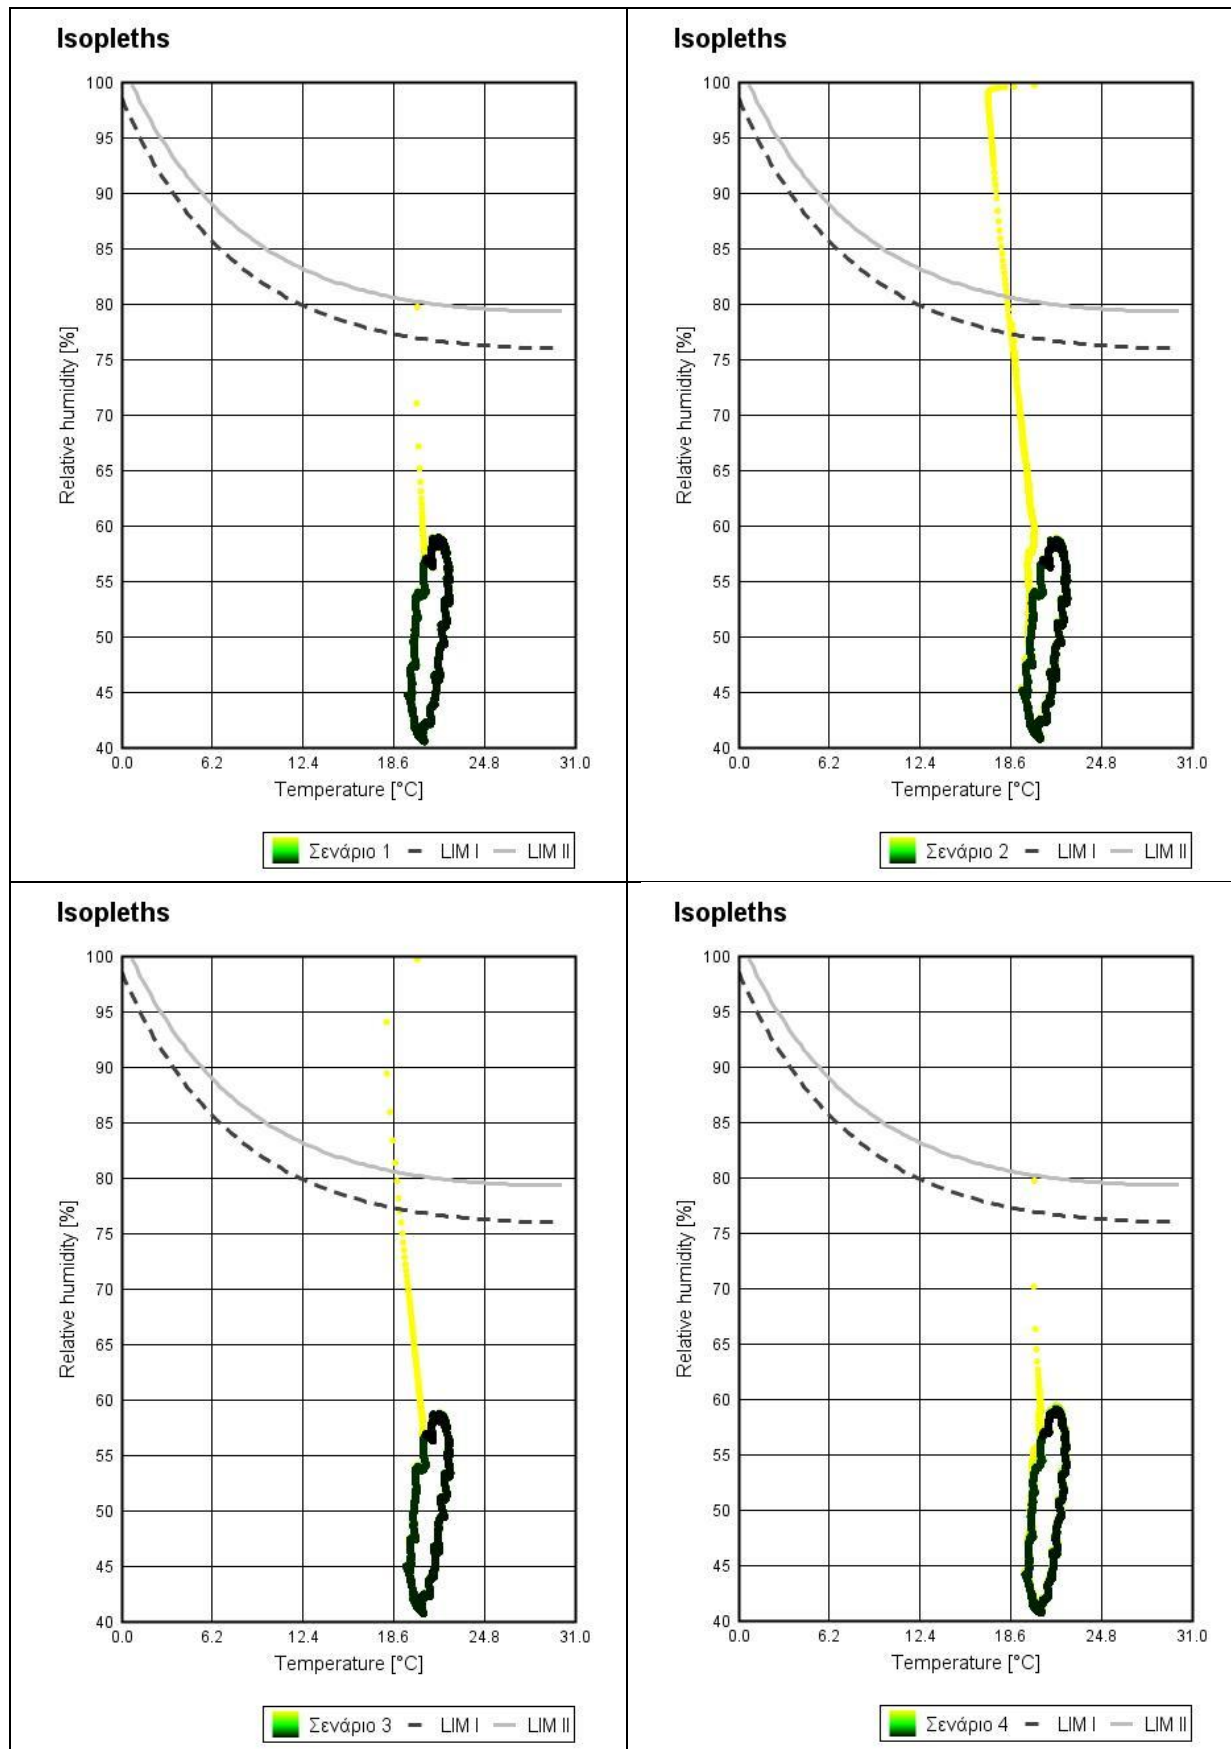 Isopleths
100
95
90
85
80
75
70
65
60
55
50
45
40
Relative humidity [%]
0.0 6.2 12.4 18.6 24.8 31.0
Temperature [°C]
Σενάριο 1 LIM I LIM II
Isopleths
100
95
90
85
80
75
70
65
60
55
50
45
40
Relative humidity [%]
0.0 6.2 12.4 18.6 24.8 31.0
Temperature [°C]
Σενάριο 2 LIM I LIM II
Isopleths
100
95
90
85
80
75
70
65
60
55
50
45
40
Relative humidity [%]
0.0 6.2 12.4 18.6 24.8 31.0
Temperature [°C]
Σενάριο 3 LIM I LIM II
Isopleths
100
95
90
85
80
75
70
65
60
55
50
45
40
Relative humidity [%]
0.0 6.2 12.4 18.6 24.8 31.0
Temperature [°C]
Σενάριο 4 LIM I LIM II